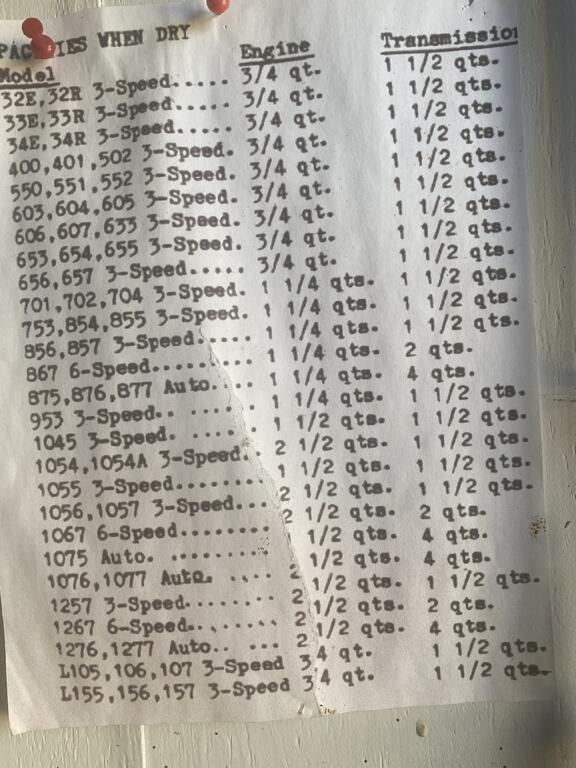 PAC IES WHEN DRY
Model Engine Transmission
32E,32R 3-Speed..... 3/4 qt. 1 1/2 qts.
33E,33R 3-Speed..... 3/4 qt. 1 1/2 qts.
34E,34R 3-Speed..... 3/4 qt. 1 1/2 qts.
400,401,502 3-Speed. 3/4 qt. 1 1/2 qts.
550,551,552 3-Speed. 3/4 qt. 1 1/2 qts.
603,604,605 3-Speed. 3/4 qt. 1 1/2 qts.
606,607,633 3-Speed. 3/4 qt. 1 1/2 qts.
653,654,655 3-Speed. 3/4 qt. 1 1/2 qts.
656,657 3-Speed..... 3/4 qt. 1 1/2 qts.
701,702,704 3-Speed. 1 1/4 qts. 1 1/2 qts.
753,854,855 3-Speed. 1 1/4 qts. 1 1/2 qts.
856,857 3-Speed..... 1 1/4 qts. 1 1/2 qts.
867 6-Speed......... 1 1/4 qts. 2 qts.
875,876,877 Auto.... 1 1/4 qts. 4 qts.
953 3-Speed.. ...... 1 1/4 qts. 1 1/2 qts.
1045 3-Speed. ...... 1 1/2 qts. 1 1/2 qts.
1054,1054A 3-Speed.. 2 1/2 qts. 1 1/2 qts.
1055 3-Speed........ 1 1/2 qts. 1 1/2 qts.
1056,1057 3-Speed... 2 1/2 qts. 1 1/2 qts.
1067 6-Speed........ 2 1/2 qts. 2 qts.
1075 Auto. ......... 1/2 qts. 4 qts.
1076,1077 Auto. .... 2 1/2 qts. 4 qts.
1257 3-Speed........ 2 1/2 qts. 1 1/2 qts.
1267 6-Speed........ 2 1/2 qts. 2 qts.
1276,1277 Auto.. ... 2 1/2 qts. 4 qts.
L105,106,107 3-Speed 3/4 qt. 1 1/2 qts.
L155,156,157 3-Speed 3/4 qt. 1 1/2 qts.